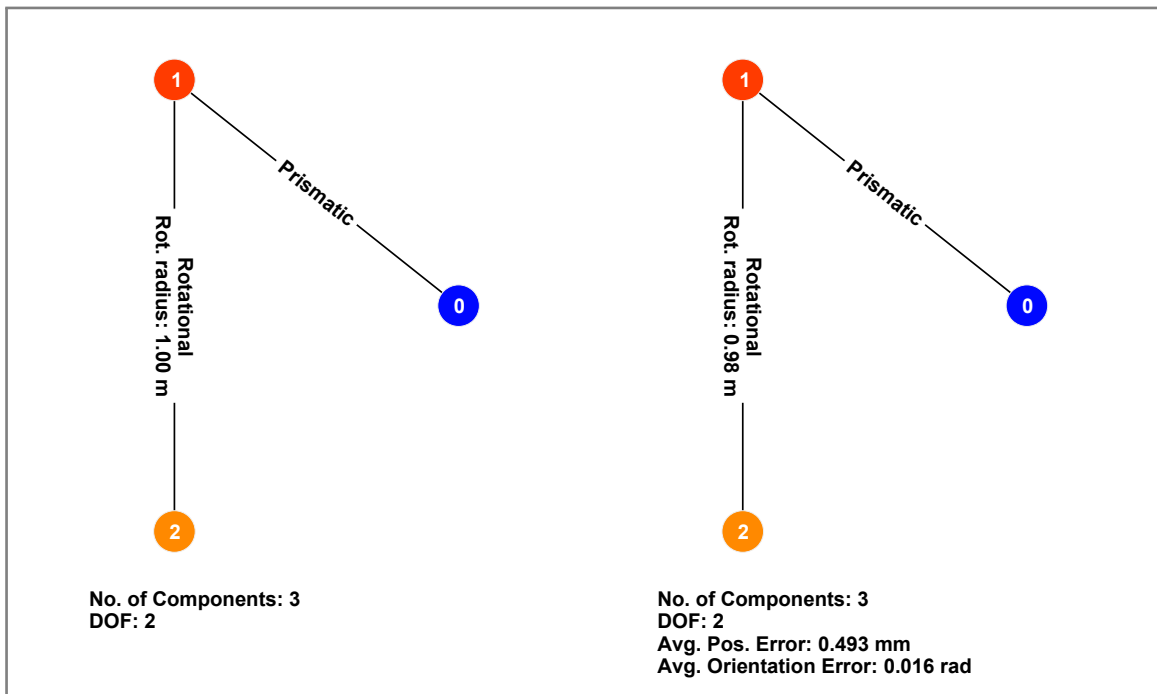 1
Prismatic
0
Rotational
Rot. radius: 1.00 m
2
No. of Components: 3
DOF: 2
1
Prismatic
0
Rotational
Rot. radius: 0.98 m
2
No. of Components: 3
DOF: 2
Avg. Pos. Error: 0.493 mm
Avg. Orientation Error: 0.016 rad